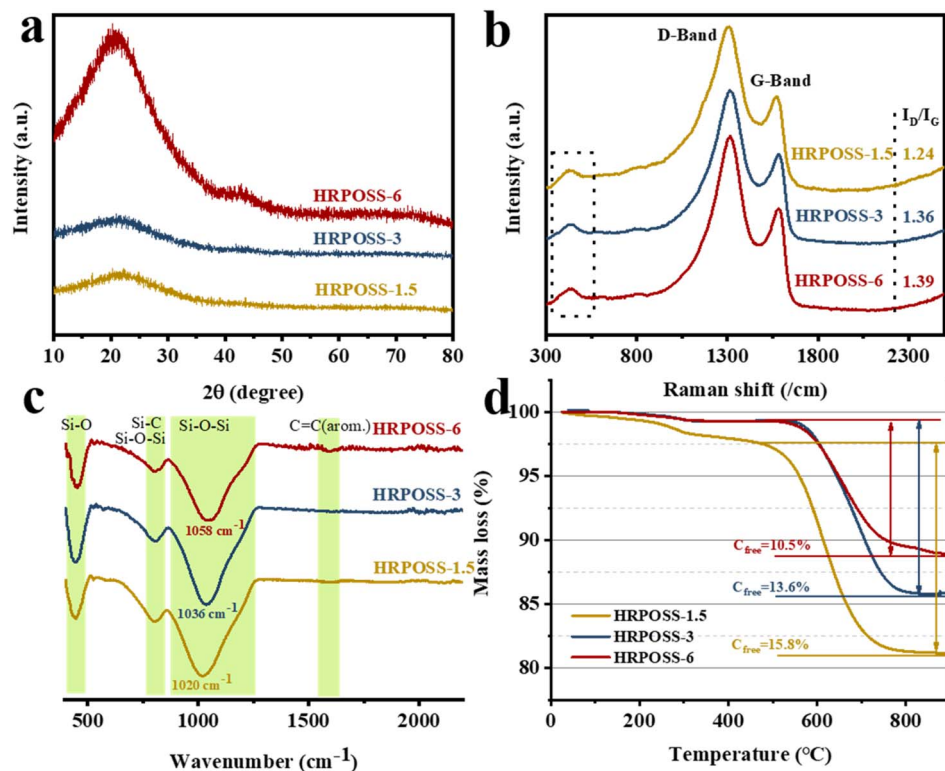 a
Intensity (a.u.)
HRPOSS-6
HRPOSS-3
HRPOSS-1.5
10 20 30 40 50 60 70 80
2θ (degree)
b
Intensity (a.u.)
D-Band
G-Band
I_D/I_G
HRPOSS-1.5 1.24
HRPOSS-3 1.36
HRPOSS-6 1.39
300 800 1300 1800 2300
Raman shift (/cm)
c
Si-O
Si-C
Si-O-Si
Si-O-Si
C=C(arom.)
HRPOSS-6
1058 cm⁻¹
HRPOSS-3
1036 cm⁻¹
HRPOSS-1.5
1020 cm⁻¹
500 1000 1500 2000
Wavenumber (cm⁻¹)
d
Mass loss (%)
100
95
90
85
80
C_free=10.5%
C_free=13.6%
C_free=15.8%
HRPOSS-1.5
HRPOSS-3
HRPOSS-6
0 200 400 600 800
Temperature (°C)